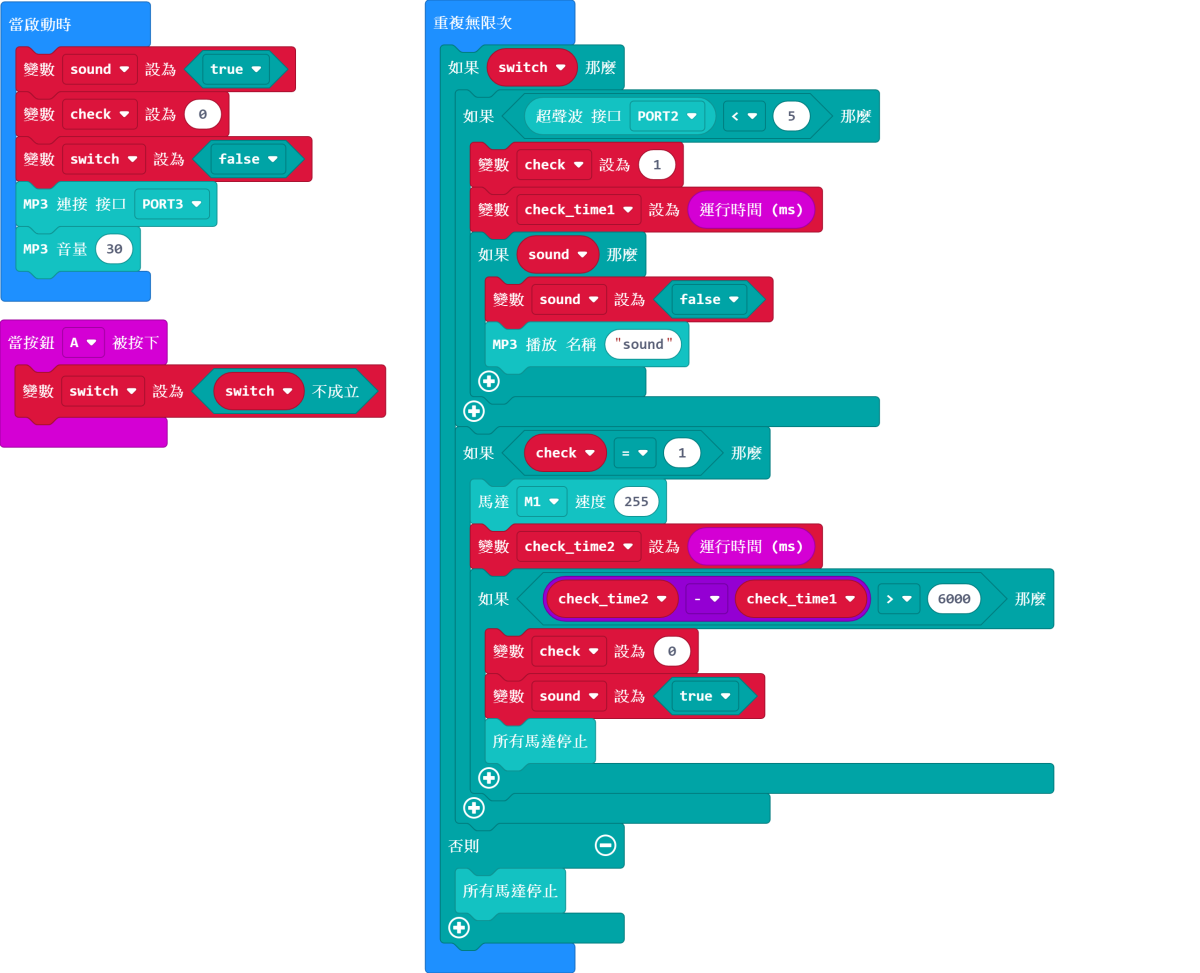 當啟動時
變數 sound 設為 true
變數 check 設為 0
變數 switch 設為 false
MP3 連接 接口 PORT3
MP3 音量 30
當按鈕 A 被按下
變數 switch 設為 switch 不成立
重複無限次
如果 switch 那麼
如果 超聲波 接口 PORT2 < 5 那麼
變數 check 設為 1
變數 check_time1 設為 運行時間 (ms)
如果 sound 那麼
變數 sound 設為 false
MP3 播放 名稱 "sound"
如果 check = 1 那麼
馬達 M1 速度 255
變數 check_time2 設為 運行時間 (ms)
如果 check_time2 - check_time1 > 6000 那麼
變數 check 設為 0
變數 sound 設為 true
所有馬達停止
否則
所有馬達停止